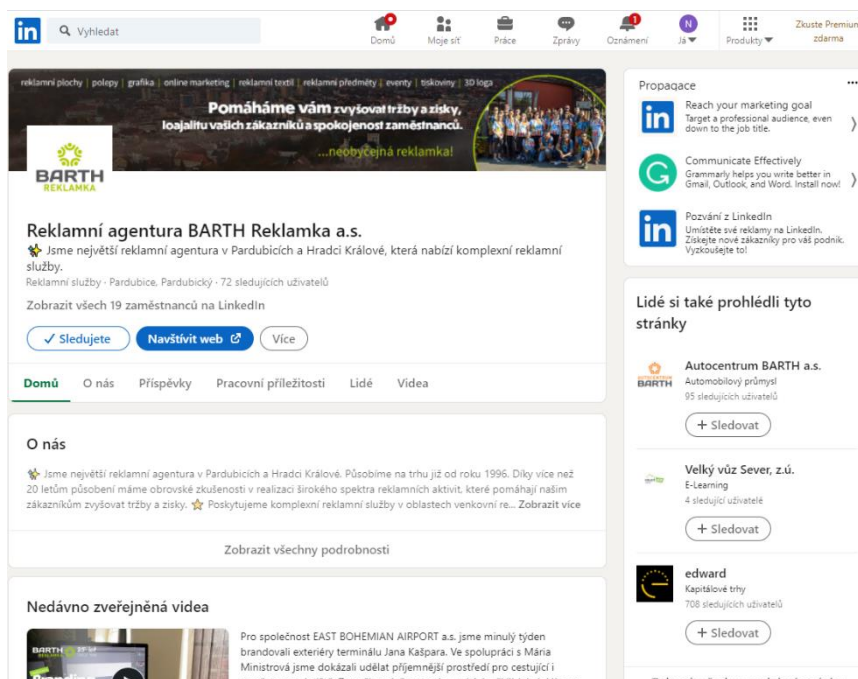 in
Vyhledat
Domů
Moje síť
Práce
Zprávy
1
Oznámení
N
Já
Produkty
Zkuste Premium
zdarma
reklamní plochy | polepy | grafika | online marketing | reklamní textil | reklamní předměty | eventy | tiskoviny | 3D loga
Pomáháme vám zvyšovat tržby a zisky,
loajalitu vašich zákazníků a spokojenost zaměstnanců.
...neobyčejná reklamka!
BARTH
REKLAMKA
Reklamní agentura BARTH Reklamka a.s.
Jsme největší reklamní agentura v Pardubicích a Hradci Králové, která nabízí komplexní reklamní
služby.
Reklamní služby · Pardubice, Pardubický · 72 sledujících uživatelů
Zobrazit všech 19 zaměstnanců na LinkedIn
Sledujete
Navštívit web
Více
Domů
O nás
Příspěvky
Pracovní příležitosti
Lidé
Videa
O nás
Jsme největší reklamní agentura v Pardubicích a Hradci Králové. Působíme na trhu již od roku 1996. Díky více než
20 letům působení máme obrovské zkušenosti v realizaci širokého spektra reklamních aktivit, které pomáhají našim
zákazníkům zvyšovat tržby a zisky. Poskytujeme komplexní reklamní služby v oblastech venkovní re... Zobrazit více
Zobrazit všechny podrobnosti
Nedávno zveřejněná videa
BARTH
Pro společnost EAST BOHEMIAN AIRPORT a.s. jsme minulý týden
brandovali exteriéry terminálu Jana Kašpara. Ve spolupráci s Mária
Ministrová jsme dokázali udělat příjemnější prostředí pro cestující i
Propagace
in
Reach your marketing goal
Target a professional audience, even
down to the job title.
G
Communicate Effectively
Grammarly helps you write better in
Gmail, Outlook, and Word. Install now!
in
Pozvání z LinkedIn
Umístěte své reklamy na LinkedIn.
Získejte nové zákazníky pro váš podnik.
Vyzkoušejte to!
Lidé si také prohlédli tyto
stránky
BARTH
Autocentrum BARTH a.s.
Automobilový průmysl
95 sledujících uživatelů
+ Sledovat
Velký vůz Sever, z.ú.
E-Learning
4 sledující uživatelé
+ Sledovat
edward
Kapitálové trhy
708 sledujících uživatelů
+ Sledovat